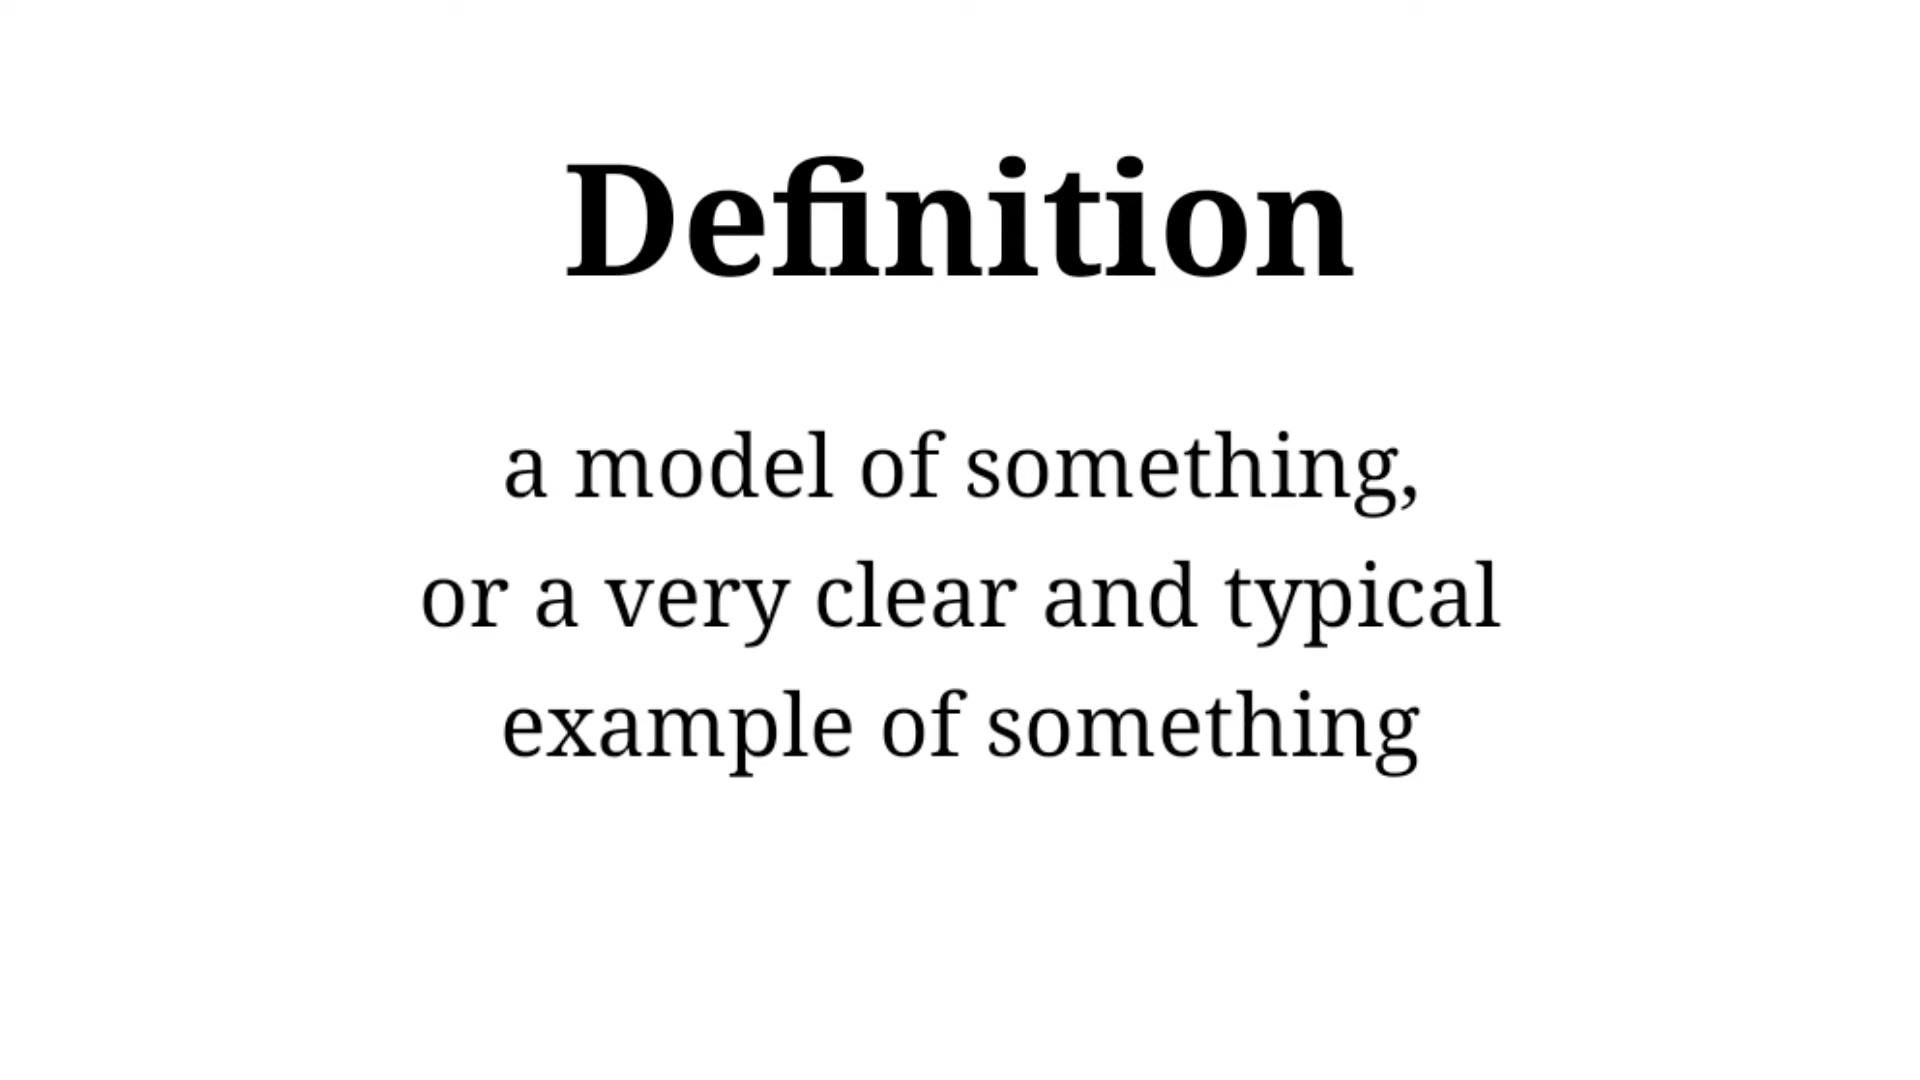 Definition
a model of something,
or a very clear and typical
example of something